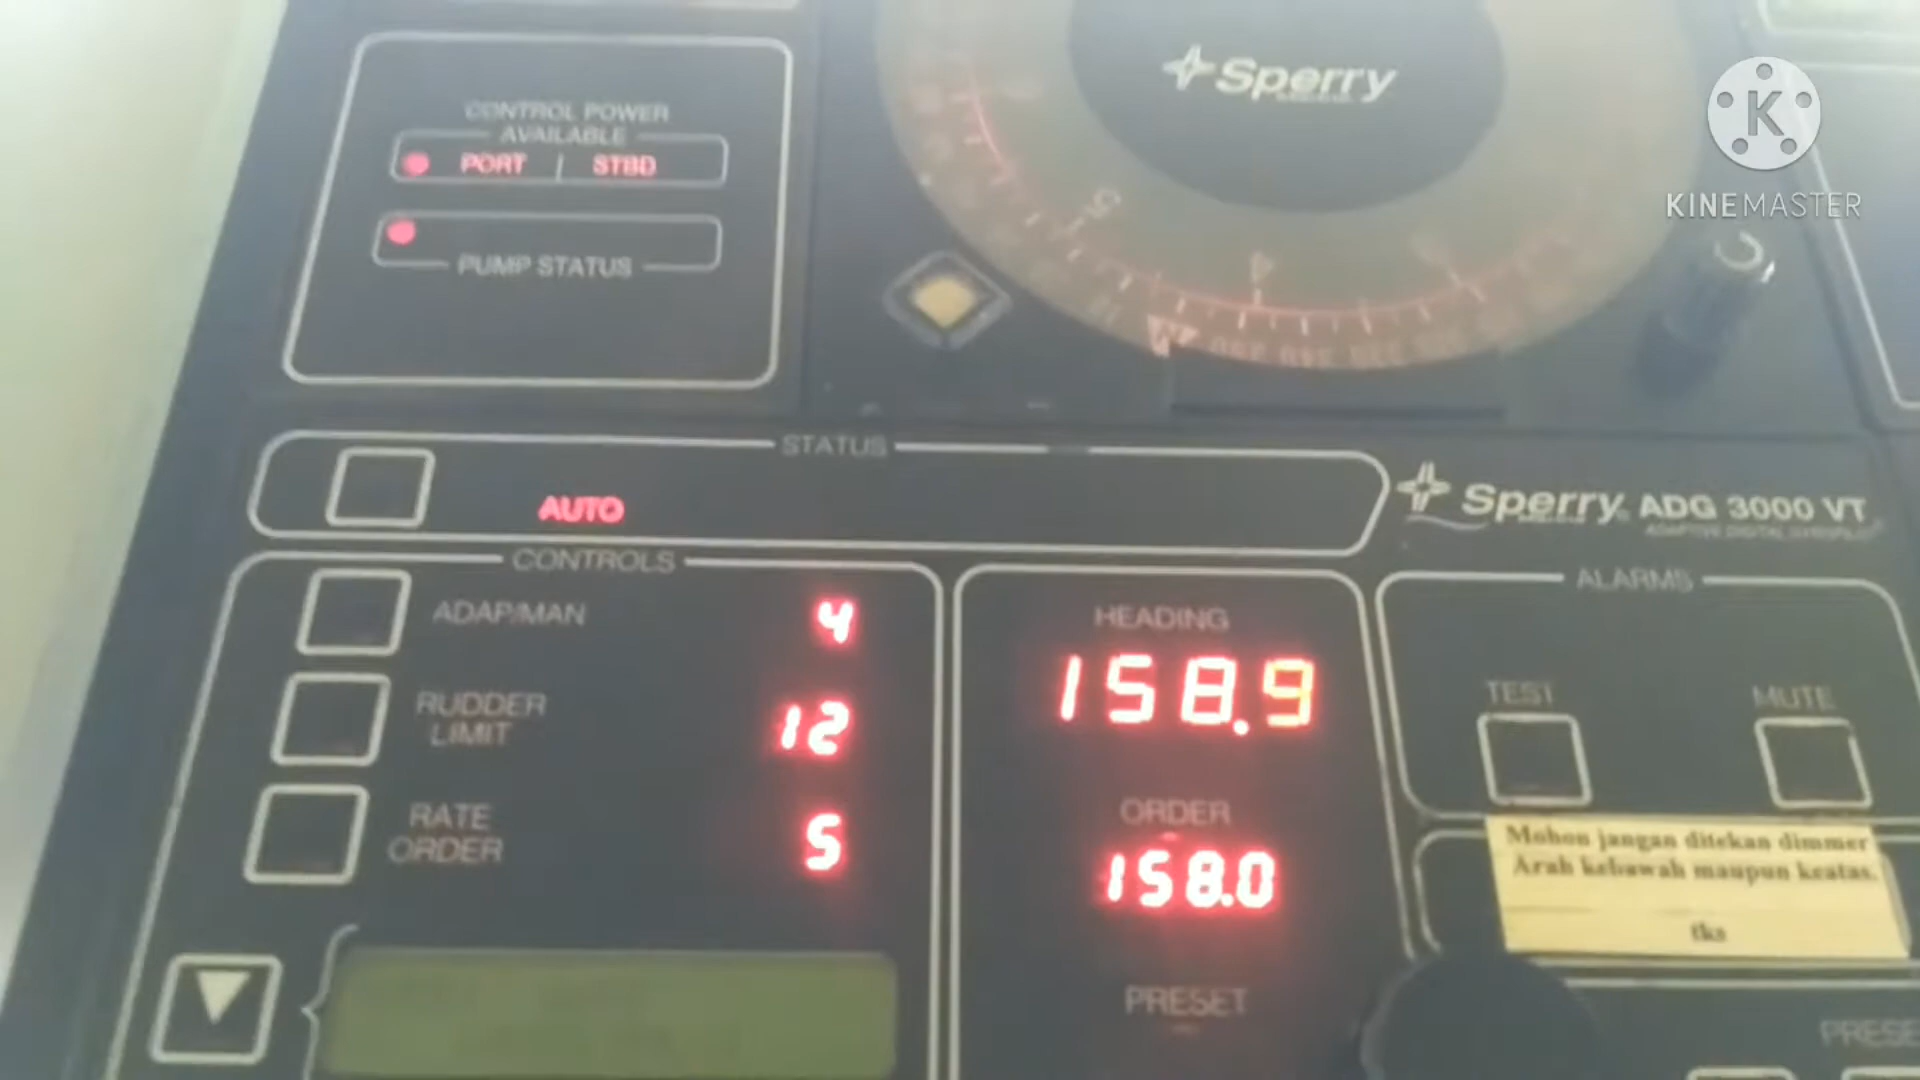 Sperry
CONTROL POWER
AVAILABLE
PORT | STBD
PUMP STATUS
KINEMASTER
STATUS
AUTO
Sperry ADG 3000 VT
CONTROLS
ADAP/MAN 4
RUDDER
LIMIT 12
RATE
ORDER 5
HEADING
158.9
ORDER
158.0
PRESET
ALARMS
TEST MUTE
Mohon jangan ditekan dimmer
Arah kebawah maupun keatas.
tks